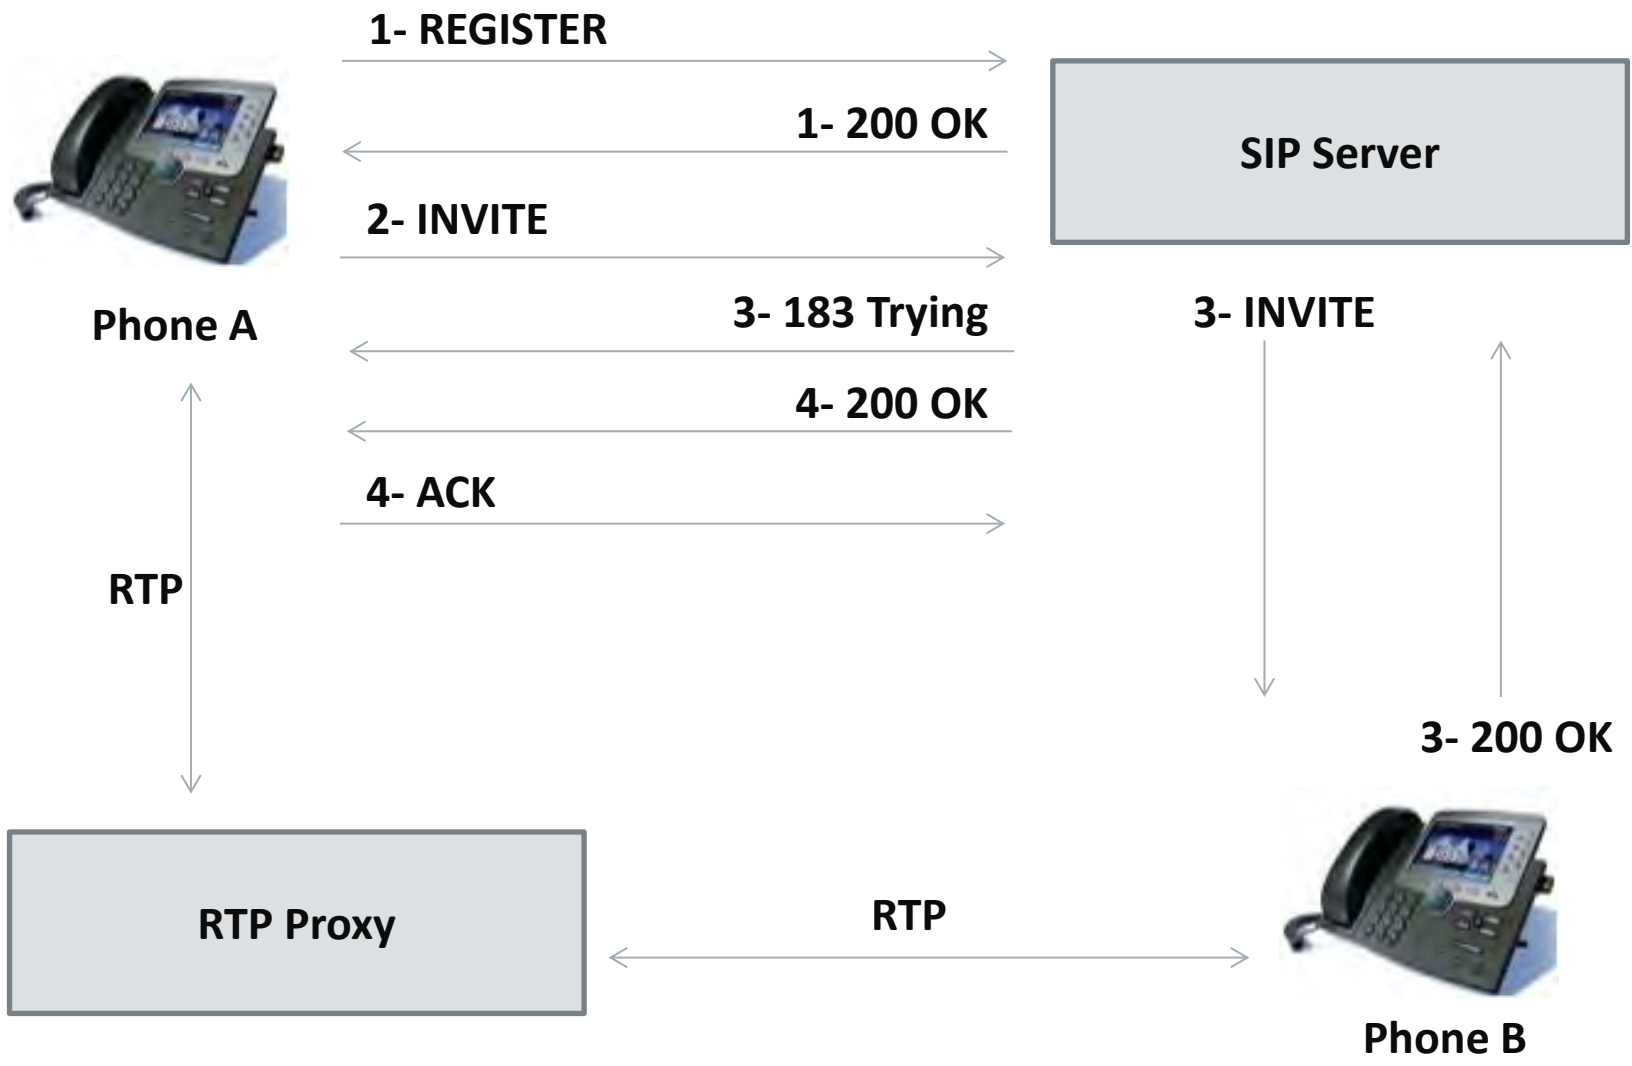 1- REGISTER
1- 200 OK
SIP Server
2- INVITE
3- 183 Trying
3- INVITE
Phone A
4- 200 OK
4- ACK
RTP
3- 200 OK
RTP Proxy
RTP
Phone B